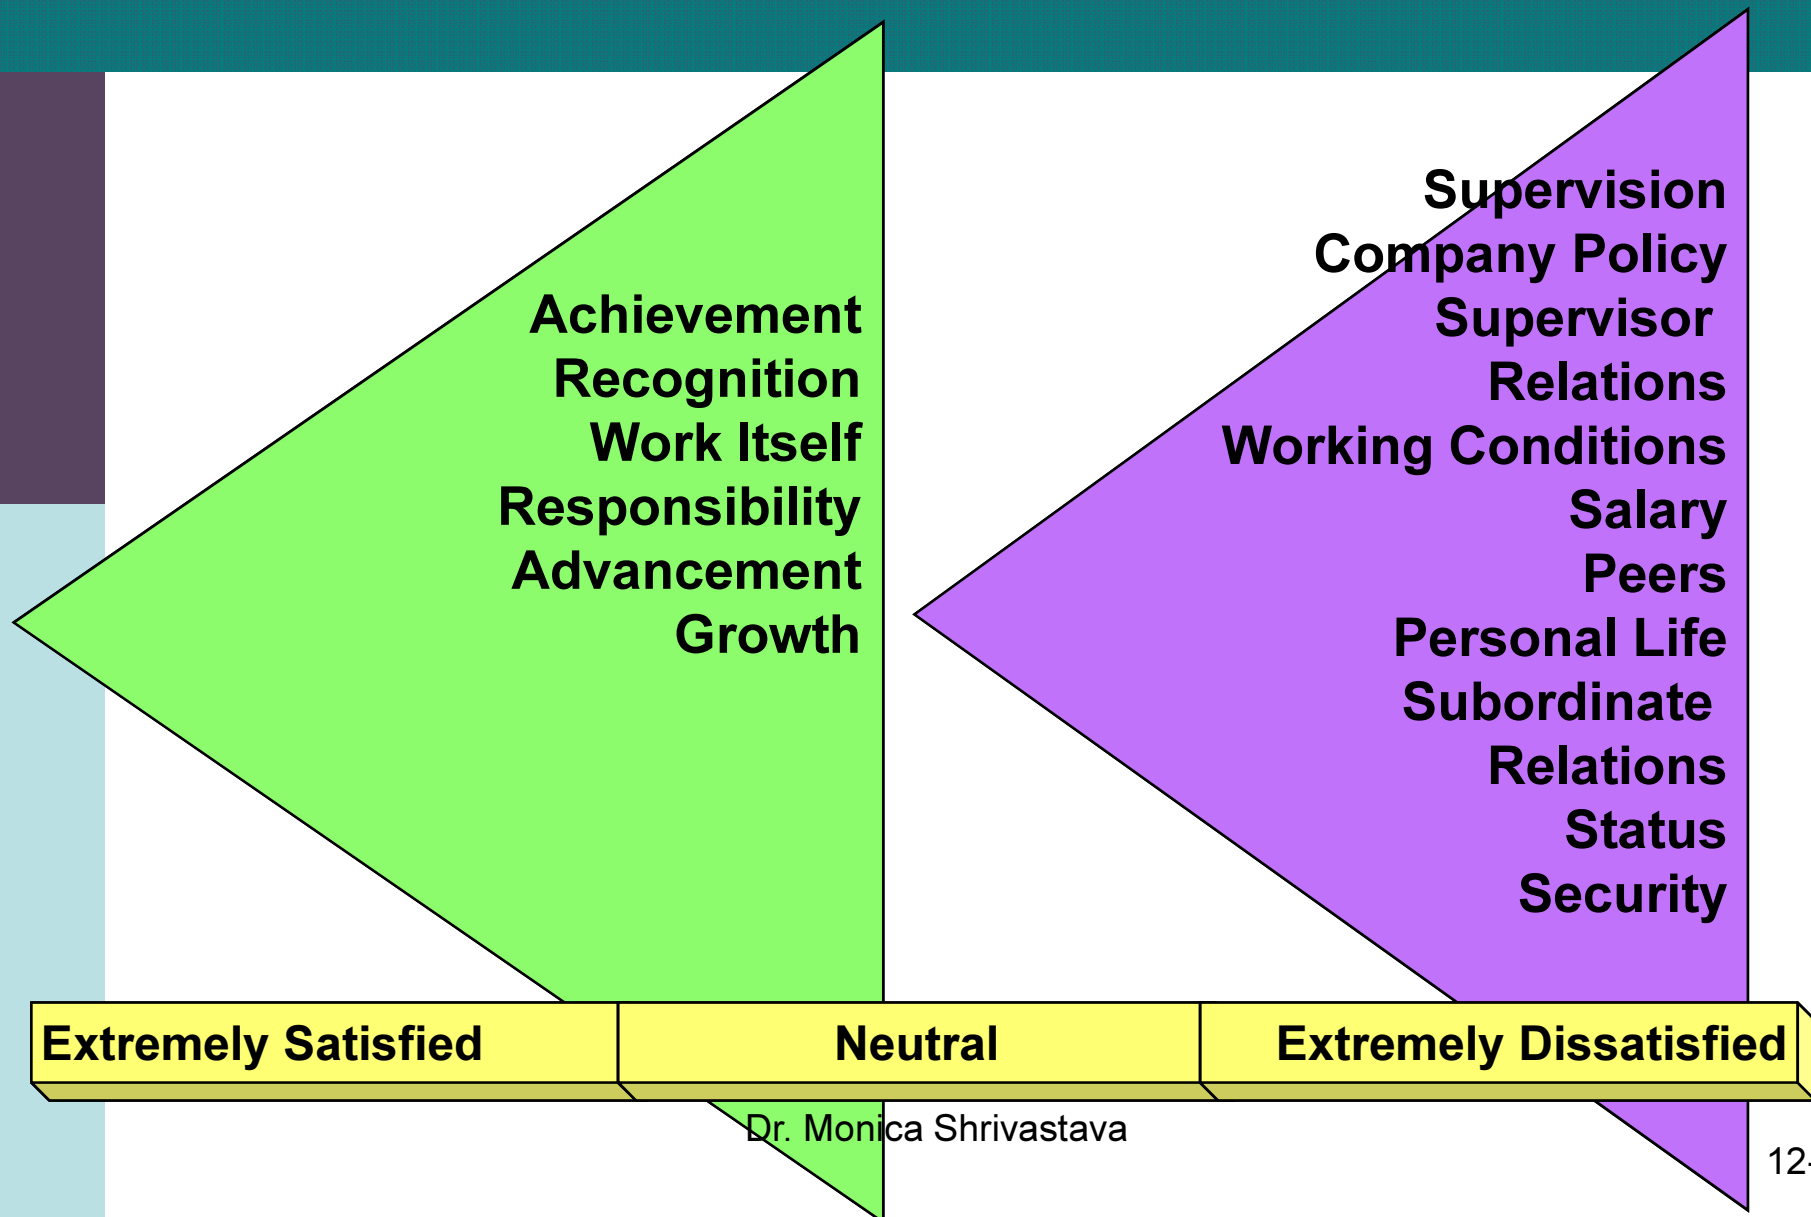 Achievement
Recognition
Work Itself
Responsibility
Advancement
Growth
Supervision
Company Policy
Supervisor
Relations
Working Conditions
Salary
Peers
Personal Life
Subordinate
Relations
Status
Security
Extremely Satisfied
Neutral
Extremely Dissatisfied
Dr. Monica Shrivastava
12-